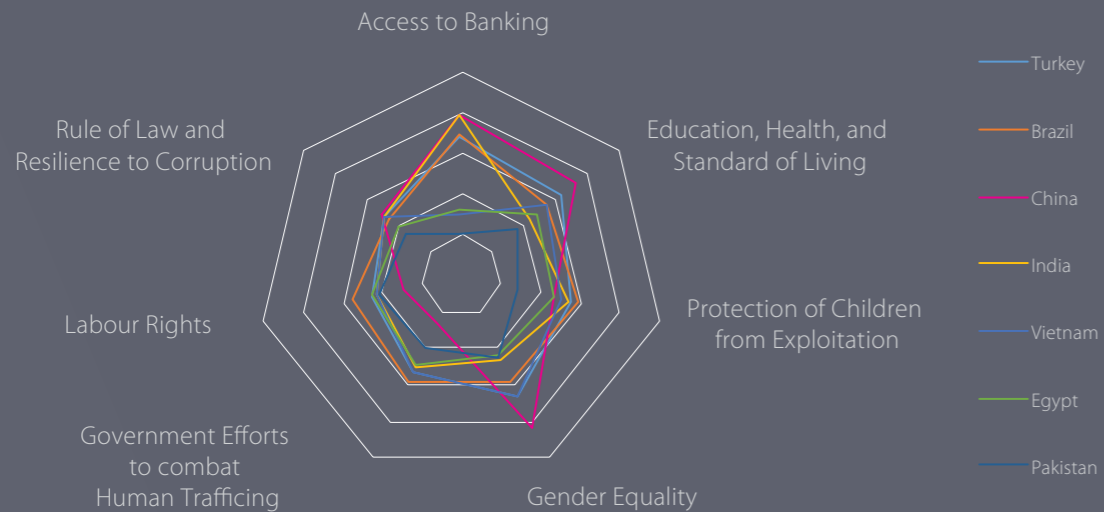 Access to Banking
Education, Health, and
Standard of Living
Protection of Children
from Exploitation
Gender Equality
Government Efforts
to combat
Human Trafficing
Labour Rights
Rule of Law and
Resilience to Corruption
Turkey
Brazil
China
India
Vietnam
Egypt
Pakistan